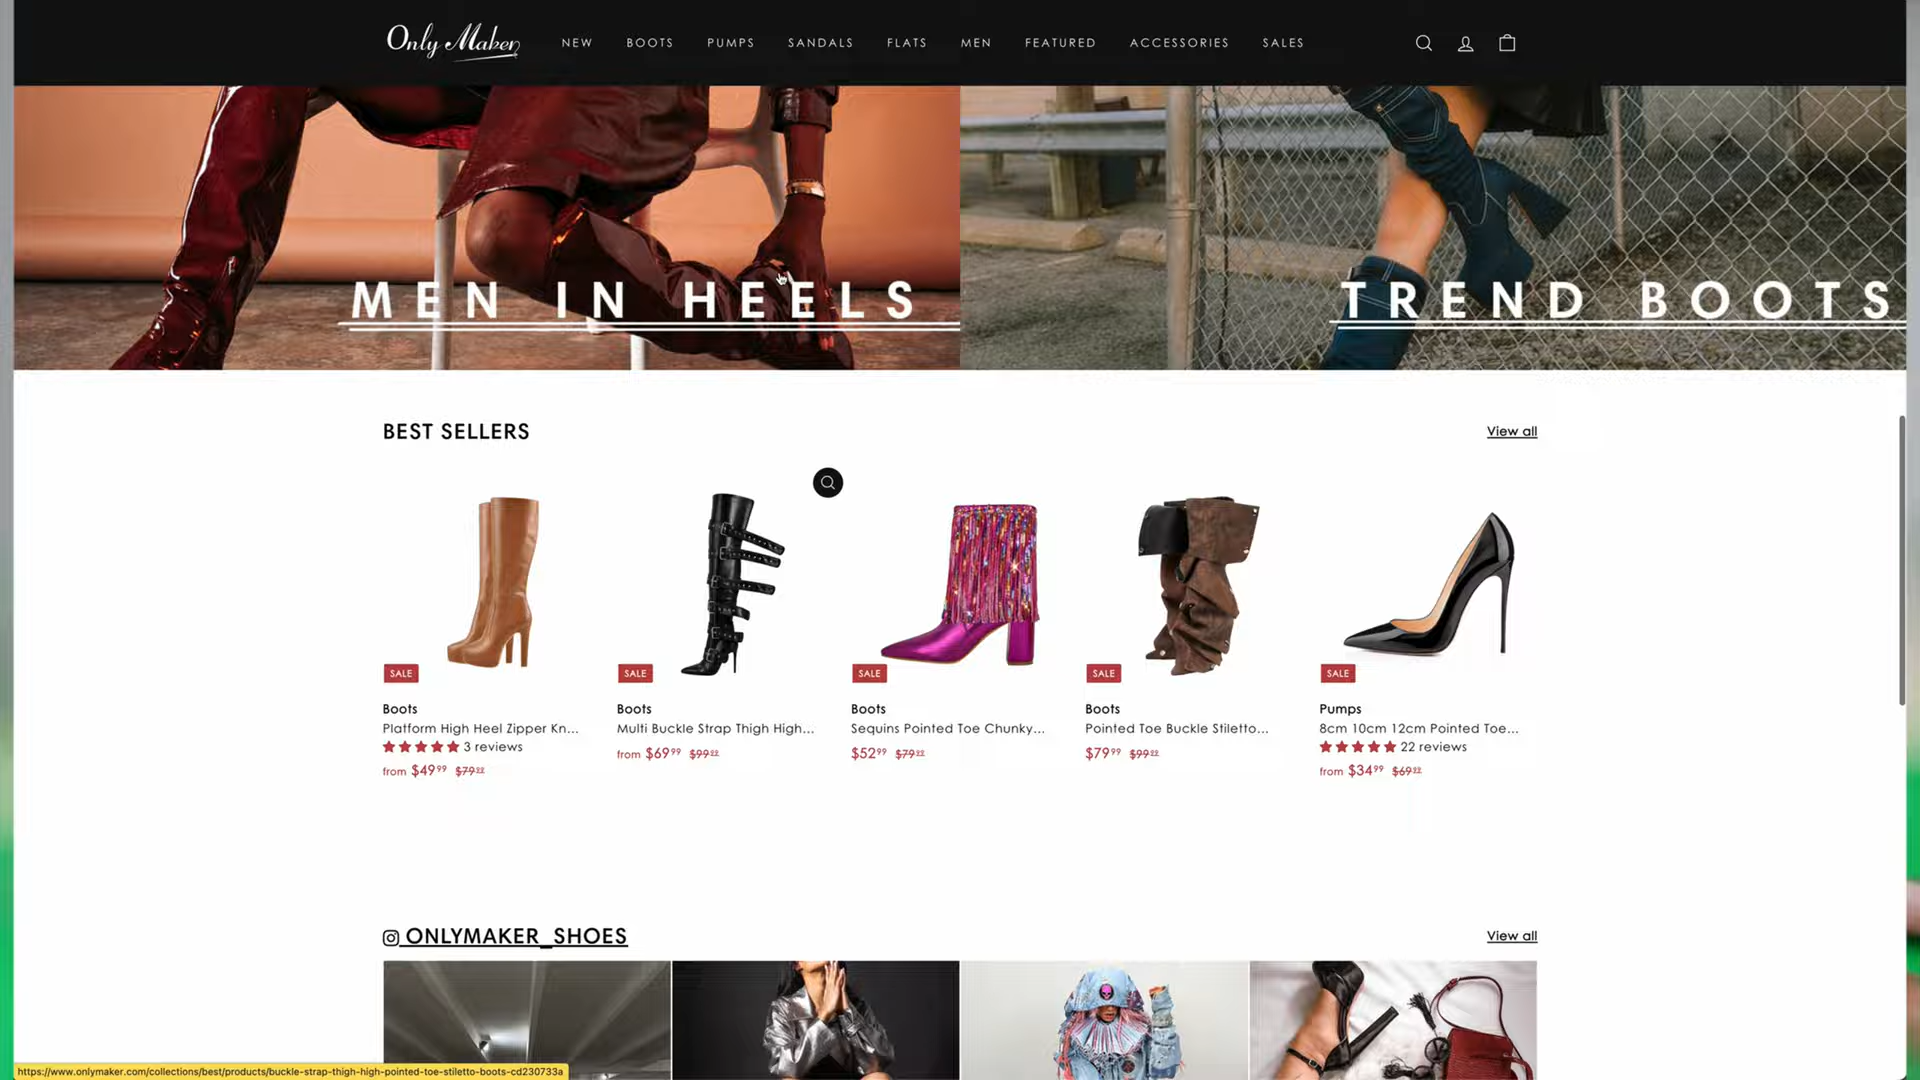 Only Maker
NEW BOOTS PUMPS SANDALS FLATS MEN FEATURED ACCESSORIES SALES
MEN IN HEELS
TREND BOOTS
BEST SELLERS
View all
SALE
SALE
SALE
SALE
SALE
Boots
Platform High Heel Zipper Kn...
3 reviews
from $49.99 $79.99
Boots
Multi Buckle Strap Thigh High...
from $69.99 $99.99
Boots
Sequins Pointed Toe Chunky...
$52.99 $79.99
Boots
Pointed Toe Buckle Stiletto...
$79.99 $99.99
Pumps
8cm 10cm 12cm Pointed Toe...
22 reviews
from $34.99 $69.99
ONLYMAKER_SHOES
View all
https://www.onlymaker.com/collections/best/products/buckle-strap-thigh-high-pointed-toe-stiletto-boots-cd230733a